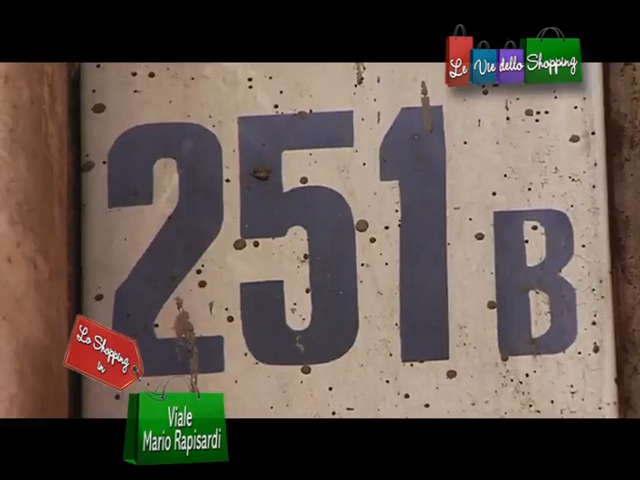 Le Vie dello Shopping
251 B
Lo Shopping
in
Viale
Mario Rapisardi